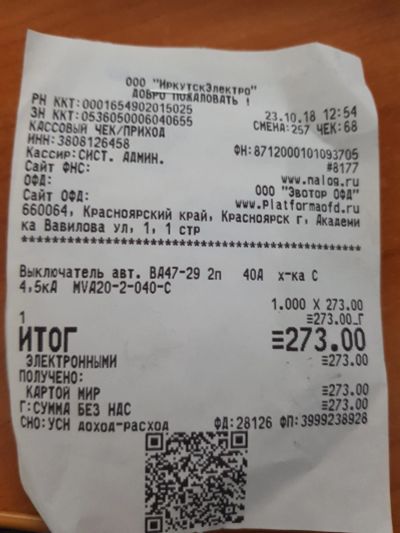 ООО "ИркутскЭлектро"
ДОБРО ПОЖАЛОВАТЬ !
РН ККТ:0001654902015025 23.10.18 12:54
ЗН ККТ:0536050006040655 СМЕНА:257 ЧЕК:68
КАССОВЫЙ ЧЕК/ПРИХОД
ИНН:3808126458 ФН:8712000101093705
Кассир:СИСТ. АДМИН. #8177
Сайт ФНС: www.nalog.ru
ОФД: ООО "Эвотор ОФД"
Сайт ОФД: www.Platformaofd.ru
660064, Красноярский край, Красноярск г, Академи
ка Вавилова ул, 1, 1 стр
************************************************
Выключатель авт. ВА47-29 2п 40А х-ка С
4,5кА MVA20-2-040-C
1.000 X 273.00
1 ≡273.00_Г
ИТОГ ≡273.00
ЭЛЕКТРОННЫМИ ≡273.00
ПОЛУЧЕНО:
КАРТОЙ МИР ≡273.00
Г:СУММА БЕЗ НДС ≡273.00
СНО:УСН доход-расход ФД:28126 ФП:3999238928